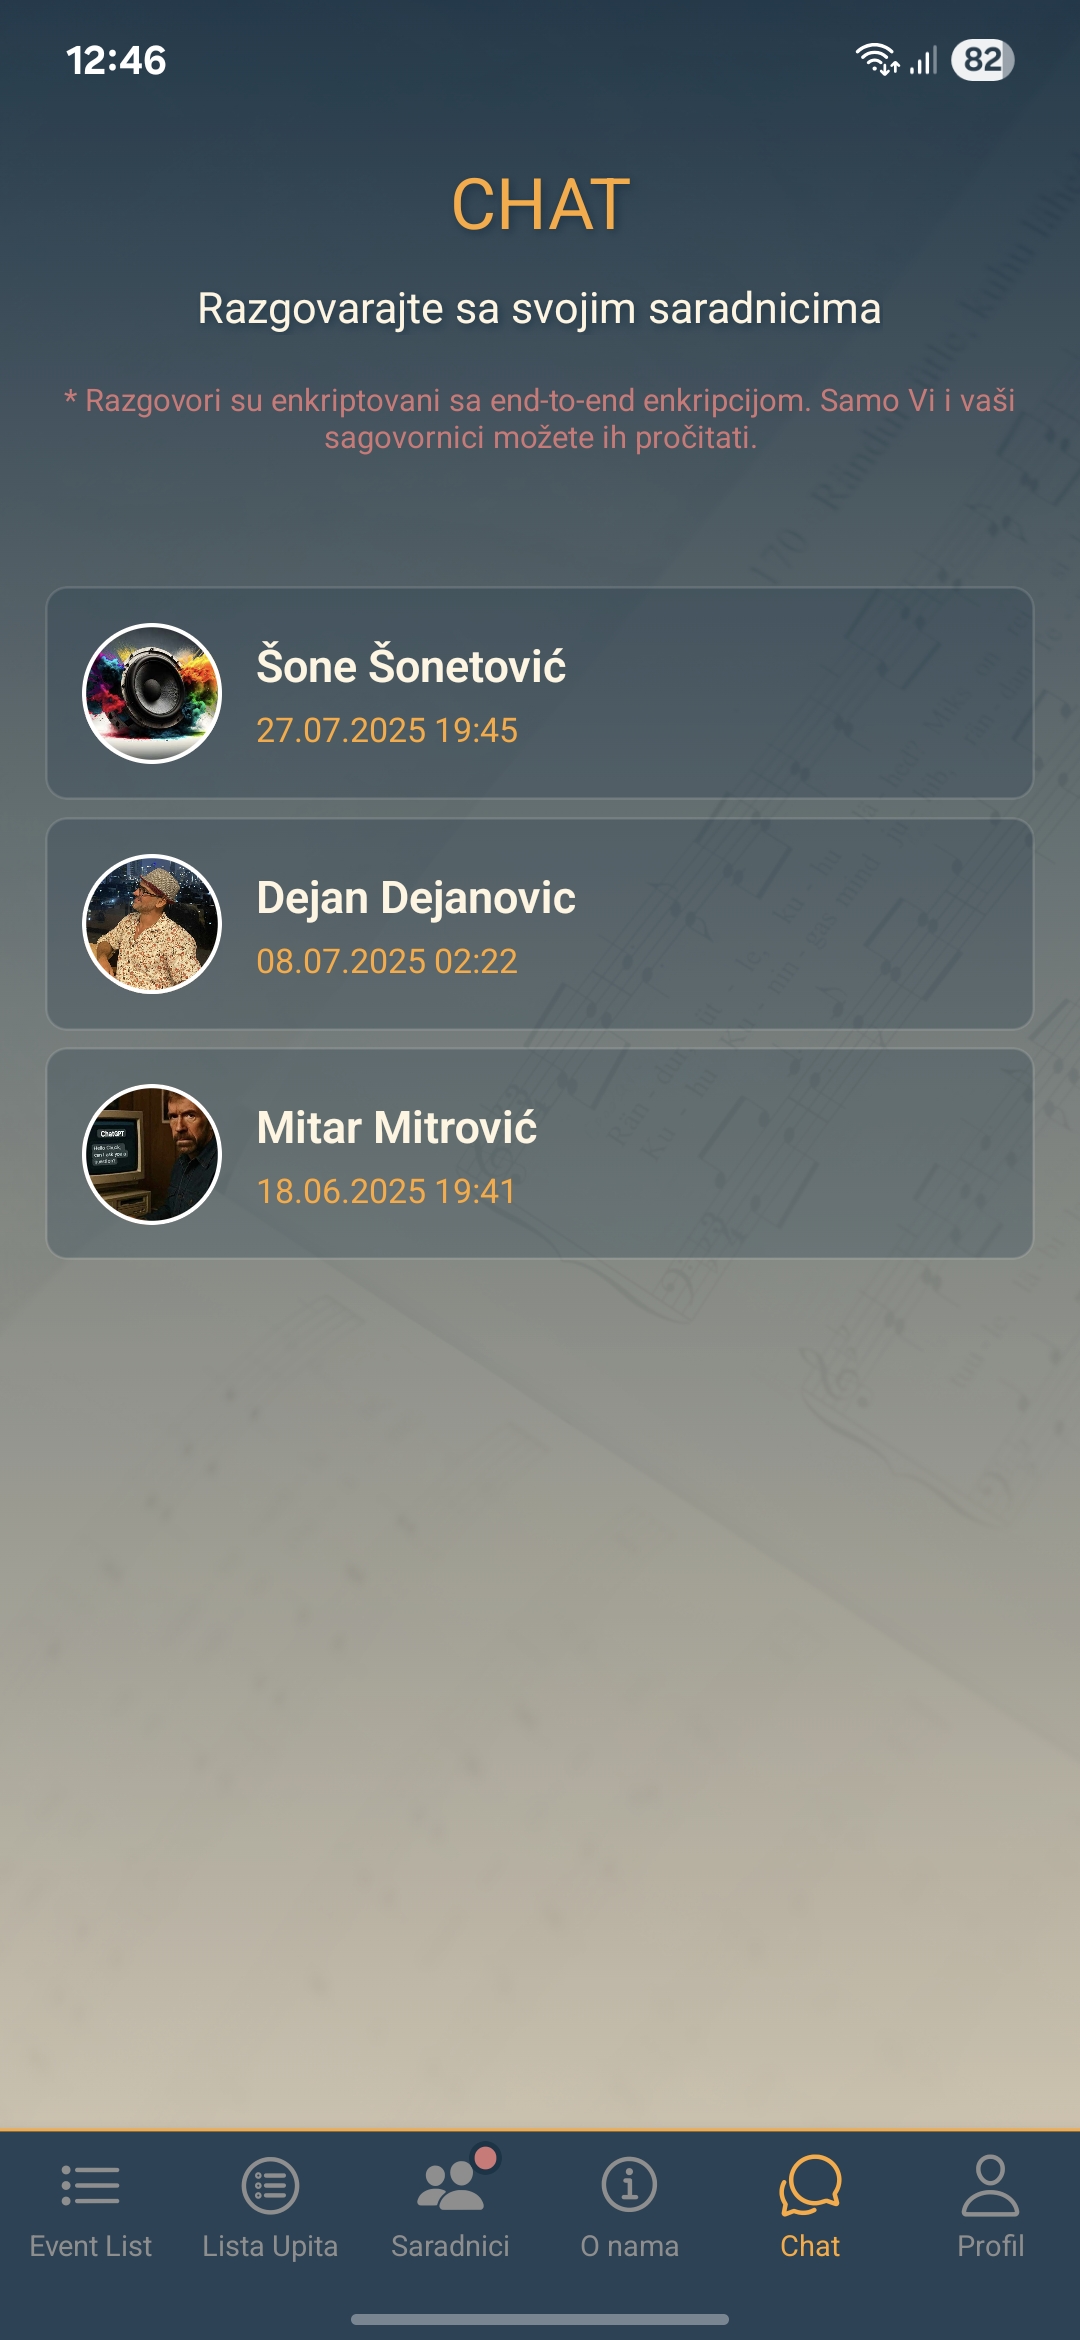 12:46
82
CHAT
Razgovarajte sa svojim saradnicima
* Razgovori su enkriptovani sa end-to-end enkripcijom. Samo Vi i vaši
sagovornici možete ih pročitati.
170
Šone Šonetović
27.07.2025 19:45
Dejan Dejanovic
08.07.2025 02:22
ChatGPT
Mitar Mitrović
18.06.2025 19:41
Event List
Lista Upita
Saradnici
O nama
Chat
Profil